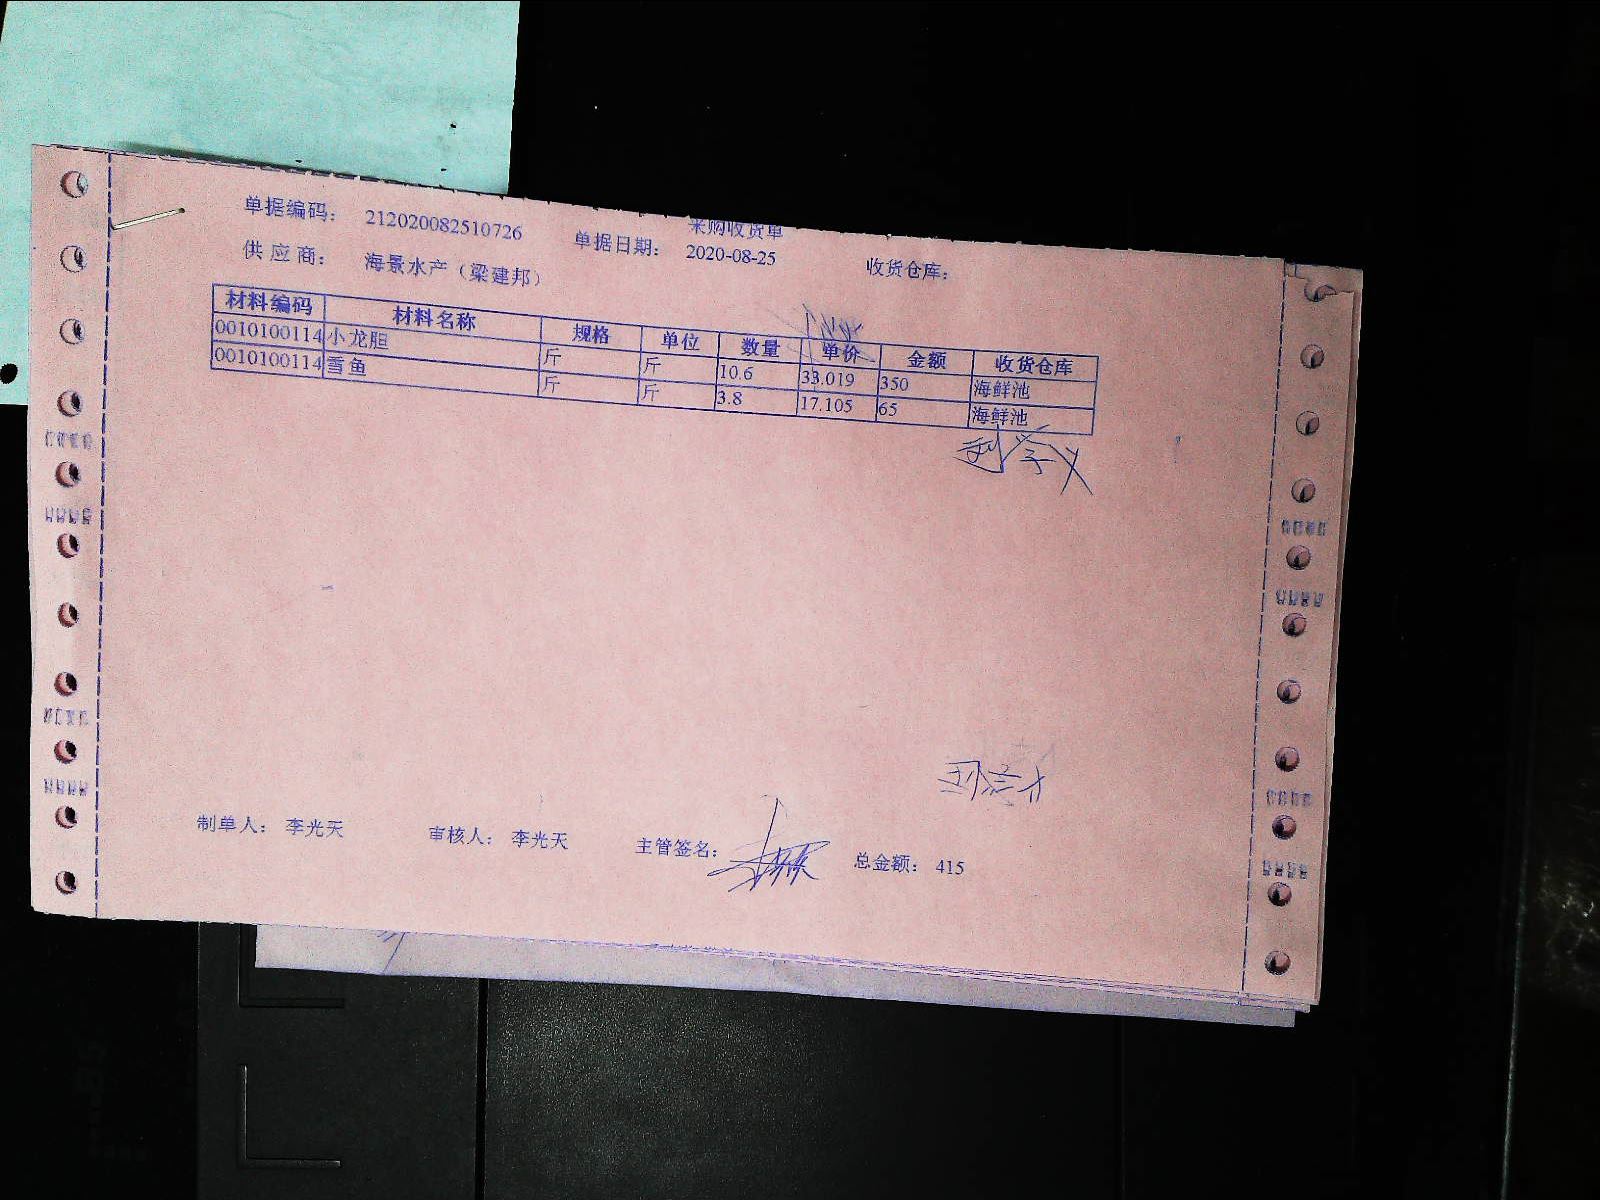 采购收货单
单据编码： 212020082510726 单据日期： 2020-08-25 收货仓库：
供应商： 海景水产（梁建邦）
材料编码 材料名称 规格 单位 数量 单价 金额 收货仓库
0010100114 小龙胆 斤 斤 10.6 33.019 350 海鲜池
0010100114 雪鱼 斤 斤 3.8 17.105 65 海鲜池
制单人： 李光天 审核人： 李光天 主管签名： 总金额： 415